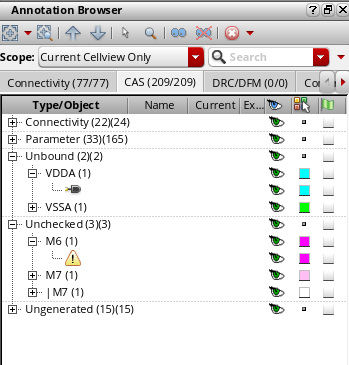 Annotation Browser
Scope: Current Cellview Only Search
Connectivity (77/77) CAS (209/209) DRC/DFM (0/0)
Type/Object Name Current Ex...
Connectivity (22)(24)
Parameter (33)(165)
Unbound (2)(2)
VDDA (1)
VSSA (1)
Unchecked (3)(3)
M6 (1)
M7 (1)
|M7 (1)
Ungenerated (15)(15)